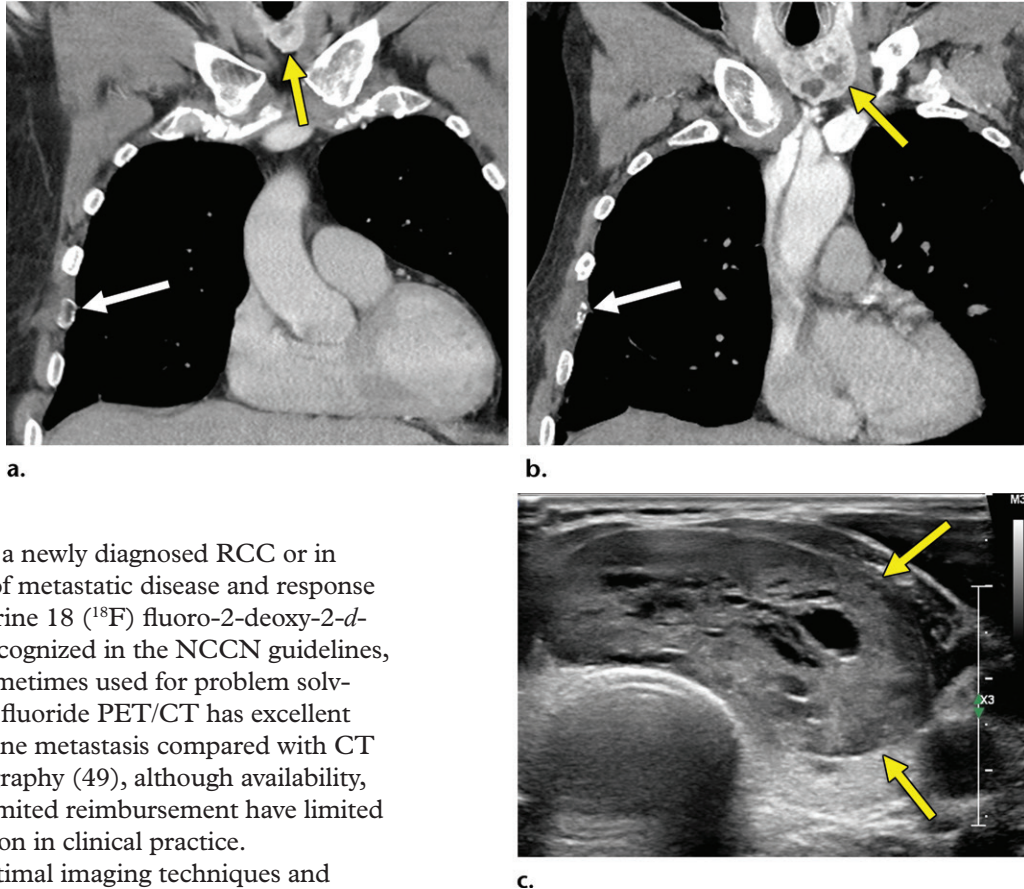 a.
b.
a newly diagnosed RCC or in
of metastatic disease and response
rine 18 (¹⁸F) fluoro-2-deoxy-2-d-
cognized in the NCCN guidelines,
metimes used for problem solv-
fluoride PET/CT has excellent
ne metastasis compared with CT
raphy (49), although availability,
mited reimbursement have limited
on in clinical practice.
timal imaging techniques and
M3
X3
c.